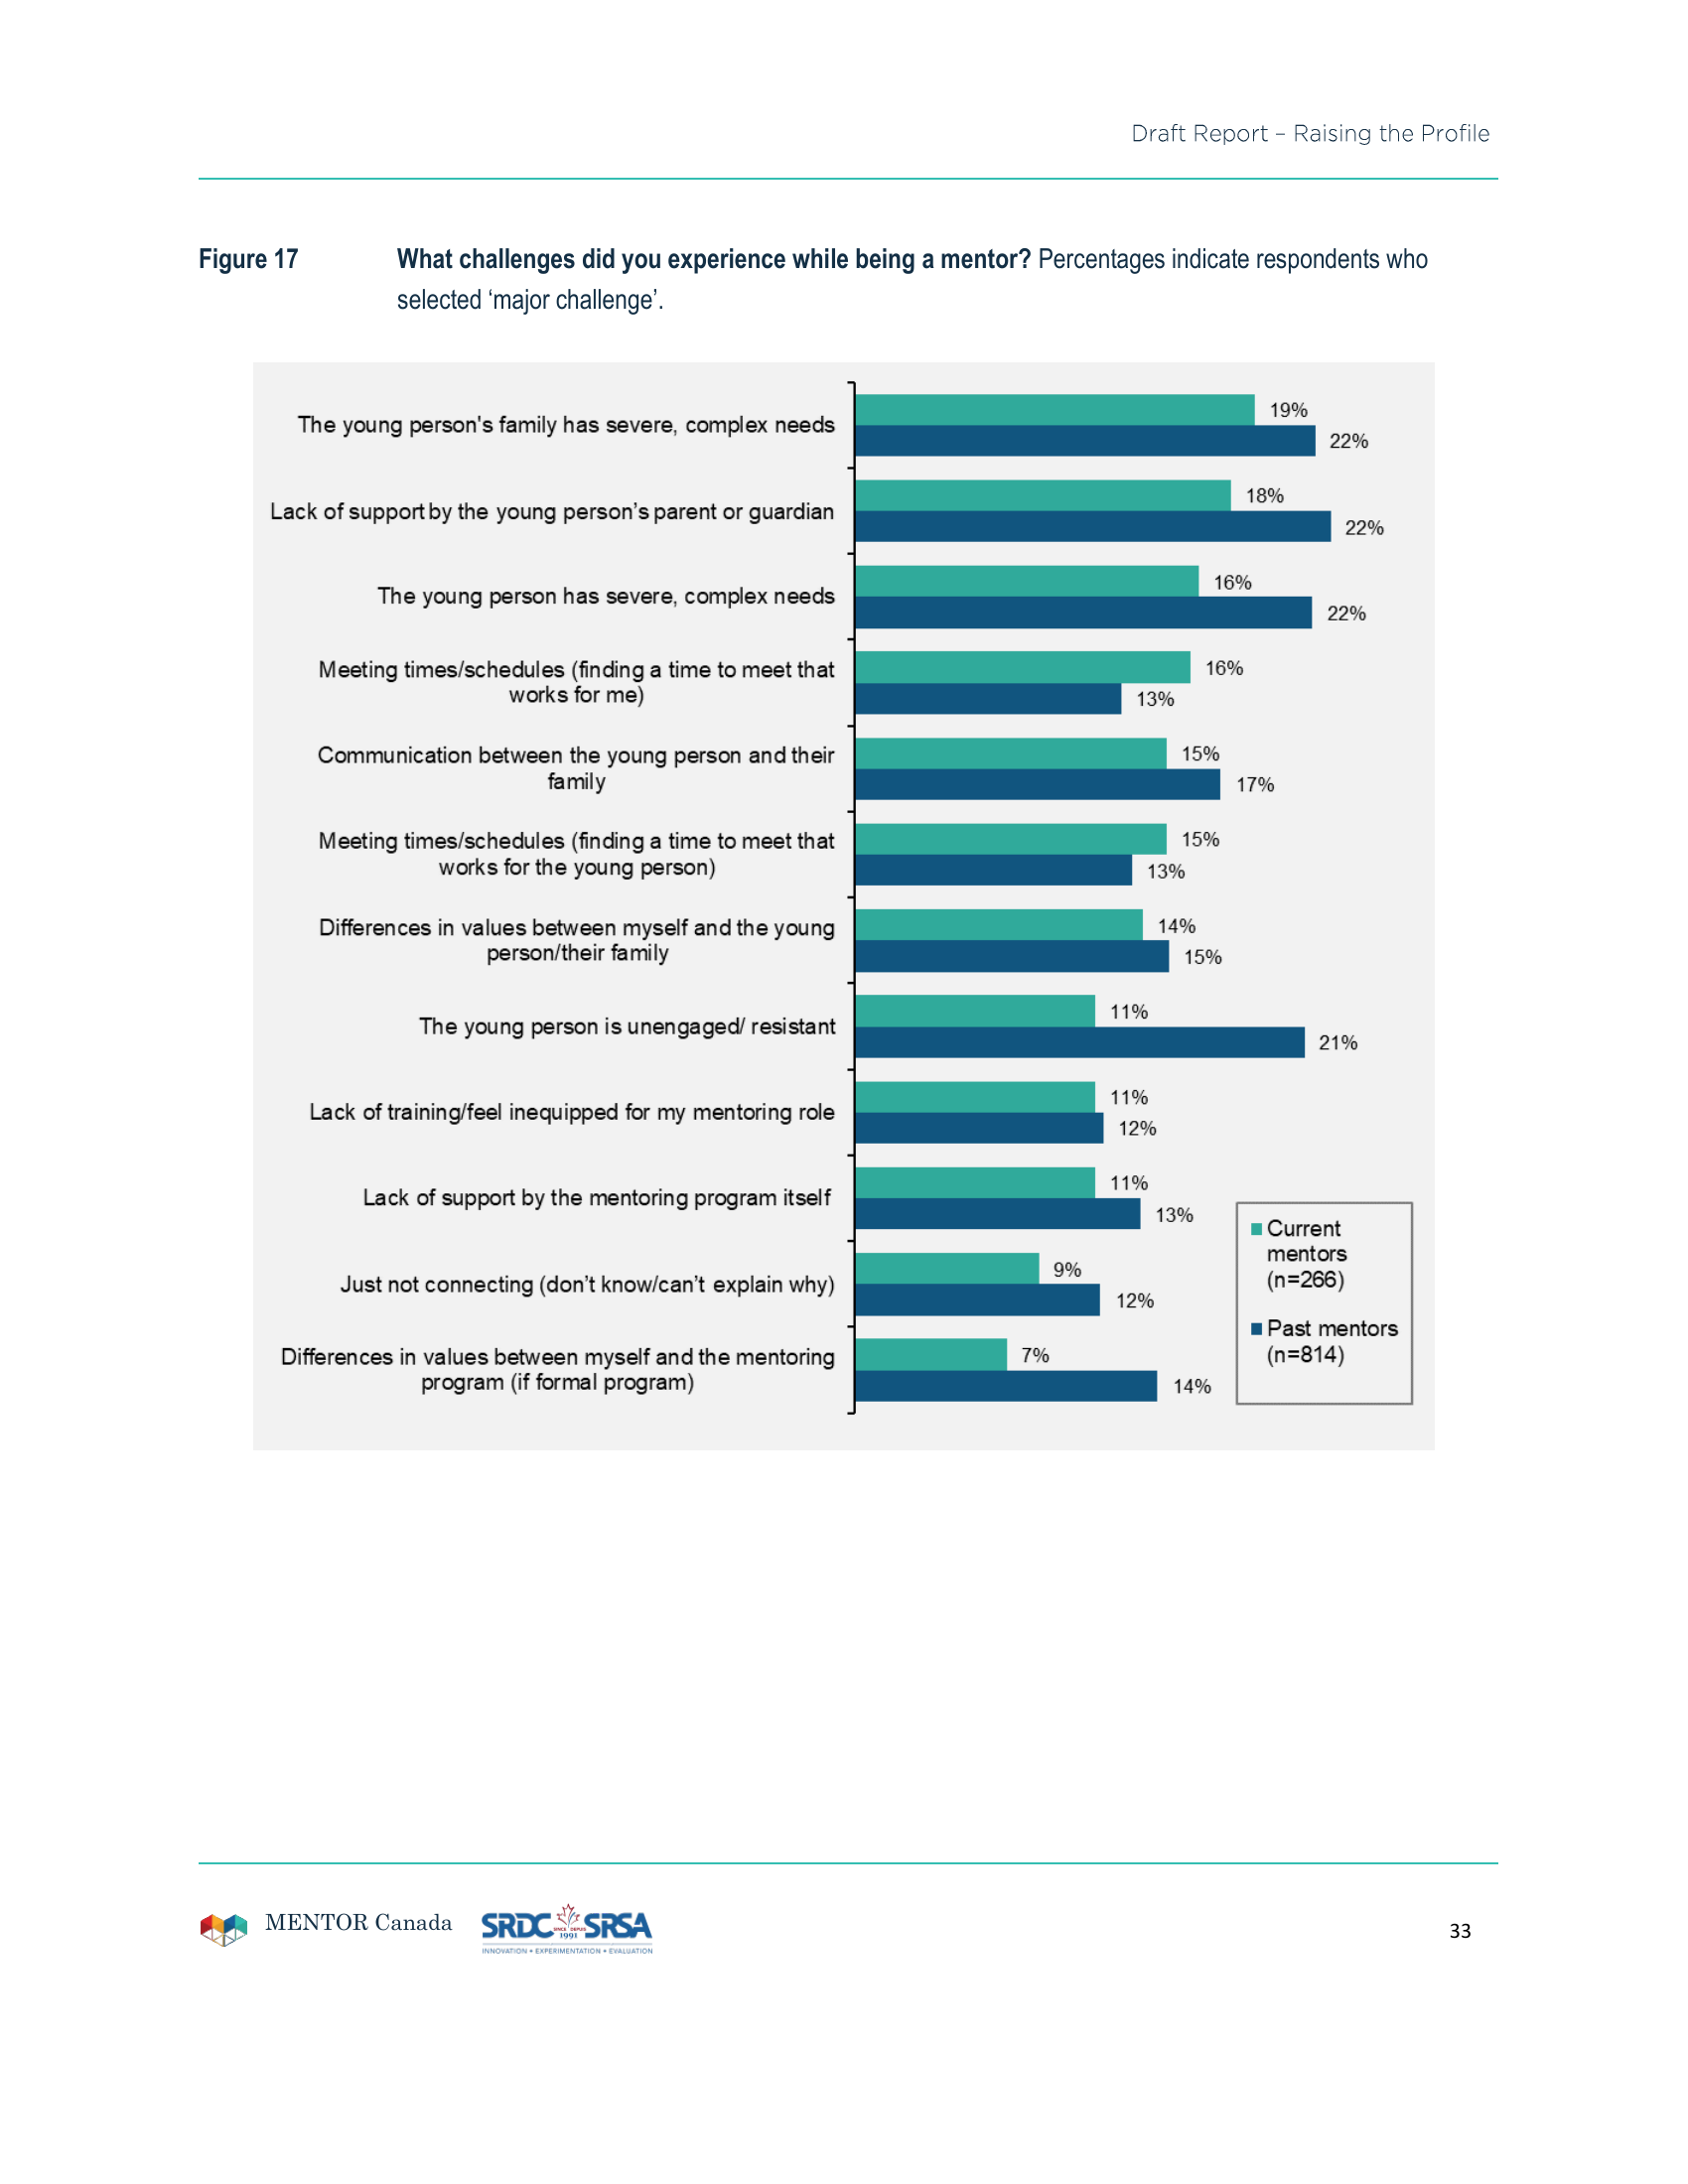 Draft Report – Raising the Profile
Figure 17 What challenges did you experience while being a mentor? Percentages indicate respondents who
selected ‘major challenge’.
The young person's family has severe, complex needs
19%
22%
Lack of support by the young person’s parent or guardian
18%
22%
The young person has severe, complex needs
16%
22%
Meeting times/schedules (finding a time to meet that
works for me)
16%
13%
Communication between the young person and their
family
15%
17%
Meeting times/schedules (finding a time to meet that
works for the young person)
15%
13%
Differences in values between myself and the young
person/their family
14%
15%
The young person is unengaged/ resistant
11%
21%
Lack of training/feel inequipped for my mentoring role
11%
12%
Lack of support by the mentoring program itself
11%
13%
Just not connecting (don’t know/can’t explain why)
9%
12%
Differences in values between myself and the mentoring
program (if formal program)
7%
14%
Current
mentors
(n=266)
Past mentors
(n=814)
MENTOR Canada
SRDC SRSA
SINCE DEPUIS
1991
INNOVATION • EXPERIMENTATION • EVALUATION
33